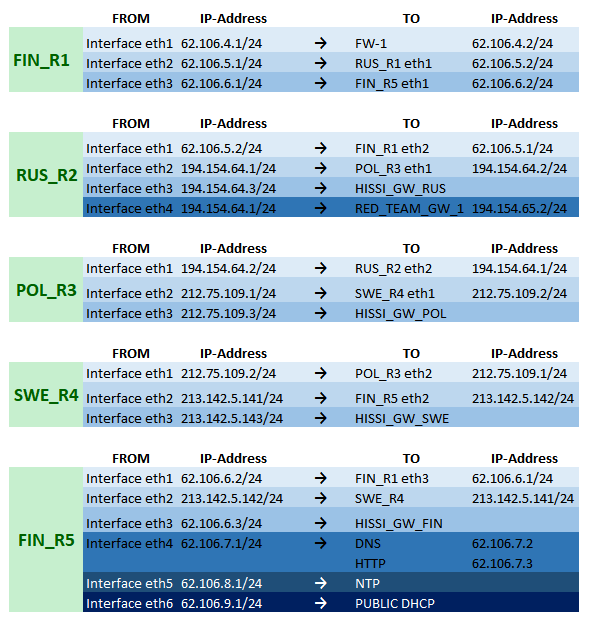 FROM IP-Address TO IP-Address
FIN_R1
Interface eth1 62.106.4.1/24 → FW-1 62.106.4.2/24
Interface eth2 62.106.5.1/24 → RUS_R1 eth1 62.106.5.2/24
Interface eth3 62.106.6.1/24 → FIN_R5 eth1 62.106.6.2/24
FROM IP-Address TO IP-Address
RUS_R2
Interface eth1 62.106.5.2/24 → FIN_R1 eth2 62.106.5.1/24
Interface eth2 194.154.64.1/24 → POL_R3 eth1 194.154.64.2/24
Interface eth3 194.154.64.3/24 → HISSI_GW_RUS
Interface eth4 194.154.64.1/24 → RED_TEAM_GW_1 194.154.65.2/24
FROM IP-Address TO IP-Address
POL_R3
Interface eth1 194.154.64.2/24 → RUS_R2 eth2 194.154.64.1/24
Interface eth2 212.75.109.1/24 → SWE_R4 eth1 212.75.109.2/24
Interface eth3 212.75.109.3/24 → HISSI_GW_POL
FROM IP-Address TO IP-Address
SWE_R4
Interface eth1 212.75.109.2/24 → POL_R3 eth2 212.75.109.1/24
Interface eth2 213.142.5.141/24 → FIN_R5 eth2 213.142.5.142/24
Interface eth3 213.142.5.143/24 → HISSI_GW_SWE
FROM IP-Address TO IP-Address
FIN_R5
Interface eth1 62.106.6.2/24 → FIN_R1 eth3 62.106.6.1/24
Interface eth2 213.142.5.142/24 → SWE_R4 213.142.5.141/24
Interface eth3 62.106.6.3/24 → HISSI_GW_FIN
Interface eth4 62.106.7.1/24 → DNS 62.106.7.2
HTTP 62.106.7.3
Interface eth5 62.106.8.1/24 → NTP
Interface eth6 62.106.9.1/24 → PUBLIC DHCP